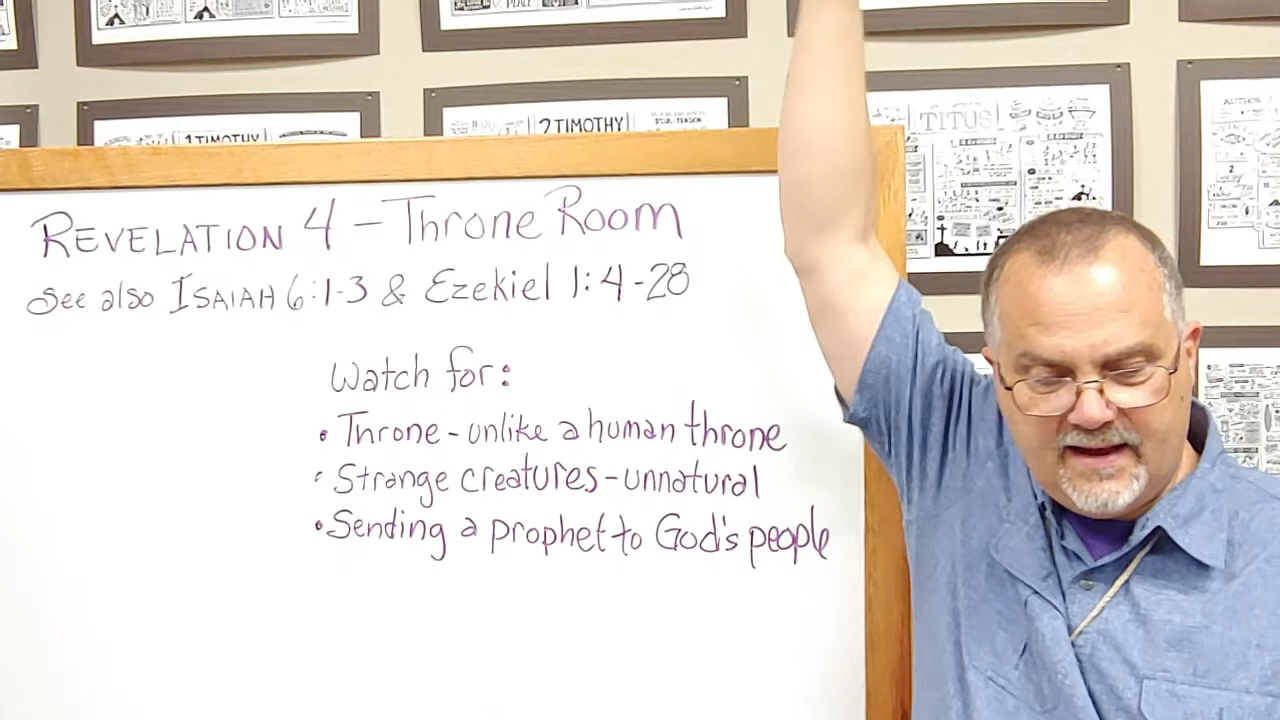 1 TIMOTHY
2 TIMOTHY
TITUS
AUTHOR
REVELATION 4 - Throne Room
See also ISAIAH 6:1-3 & Ezekiel 1:4-28
Watch for:
• Throne - unlike a human throne
• Strange creatures - unnatural
• Sending a prophet to God's people